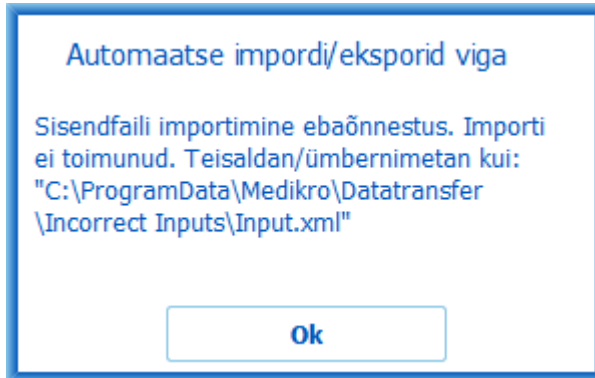 Automaatse impordi/eksporid viga
Sisendfaili importimine ebaõnnestus. Importi
ei toimunud. Teisaldan/ümbernimetan kui:
"C:\ProgramData\Medikro\Datatransfer
\Incorrect Inputs\Input.xml"
Ok